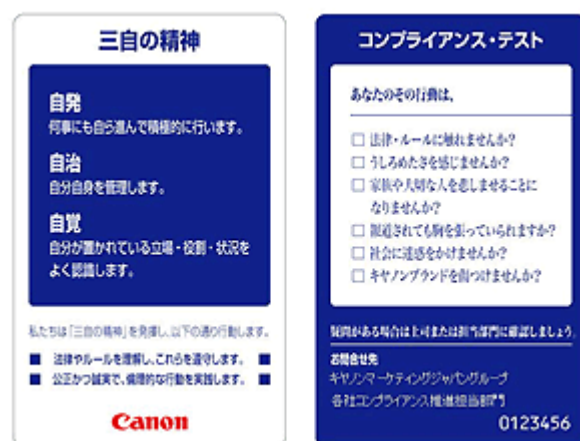 三自の精神
自発
何事にも自ら進んで積極的に行います。
自治
自分自身を管理します。
自覚
自分が置かれている立場・役割・状況を
よく認識します。
私たちは「三自の精神」を発揮し、以下の通り行動します。
■ 法律やルールを理解し、これらを遵守します。 ■
■ 公正かつ誠実で、倫理的な行動を実践します。 ■
Canon
コンプライアンス・テスト
あなたのその行動は、
□ 法律・ルールに触れませんか?
□ うしろめたさを感じませんか?
□ 家族や大切な人を悲しませることに
なりませんか?
□ 報道されても胸を張っていられますか?
□ 社会に迷惑をかけませんか?
□ キヤノンブランドを傷つけませんか?
疑問がある場合は上司または担当部門に確認しましょう。
お問合せ先
キヤノンマーケティングジャパングループ
各社コンプライアンス推進担当部門
0123456